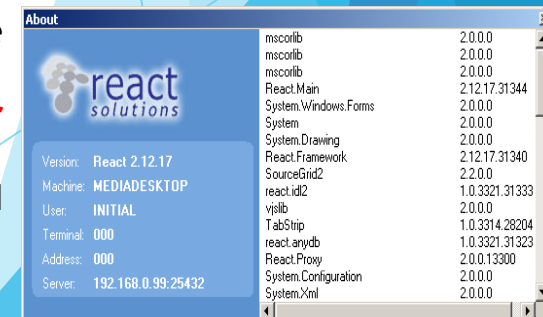 About
react
solutions
Version: React 2.12.17
Machine: MEDIADESKTOP
User: INITIAL
Terminal: 000
Address: 000
Server: 192.168.0.99:25432
mscorlib 2.0.0.0
mscorlib 2.0.0.0
mscorlib 2.0.0.0
React.Main 2.12.17.31344
System.Windows.Forms 2.0.0.0
System 2.0.0.0
System.Drawing 2.0.0.0
React.Framework 2.12.17.31340
SourceGrid2 2.2.0.0
react.idl2 1.0.3321.31333
vjslib 2.0.0.0
TabStrip 1.0.3314.28204
react.anydb 1.0.3321.31323
React.Proxy 2.0.0.13300
System.Configuration 2.0.0.0
System.Xml 2.0.0.0